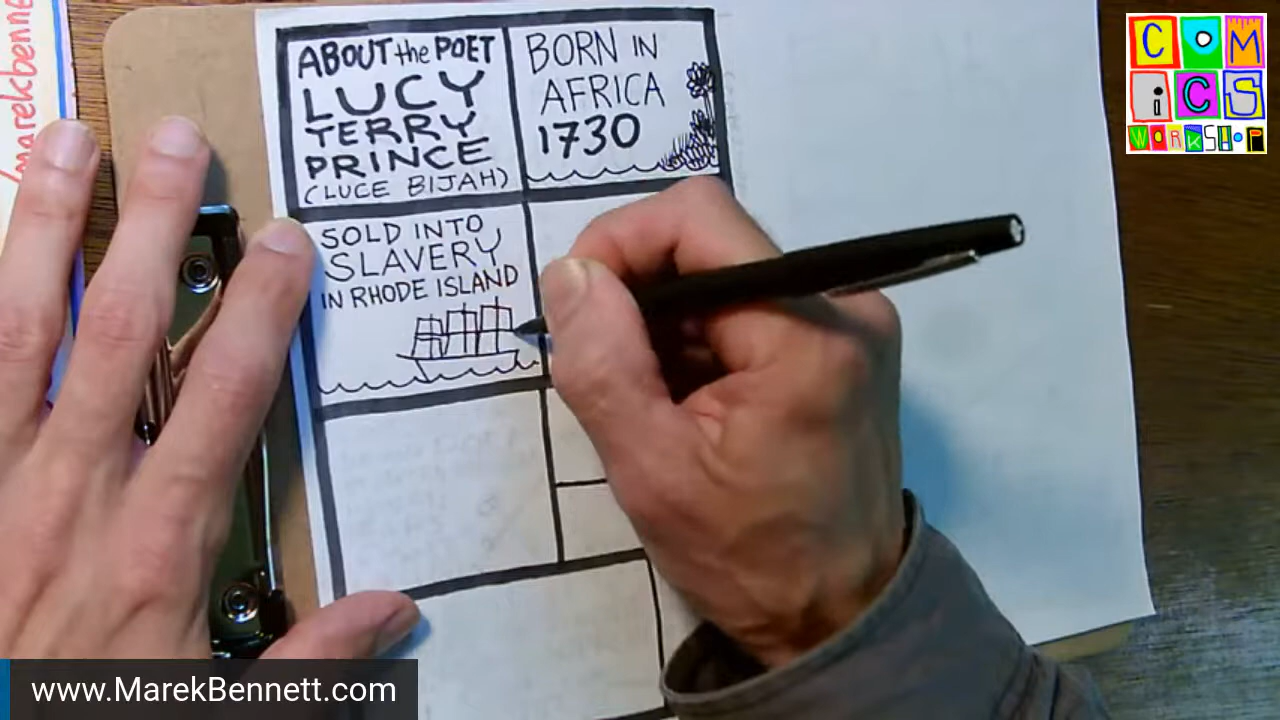 ABOUT the POET
LUCY
TERRY
PRINCE
(LUCE BIJAH)
BORN IN
AFRICA
1730
SOLD INTO
SLAVERY
IN RHODE ISLAND
/marekbenne
COMiCS
WORKSHOP
www.MarekBennett.com